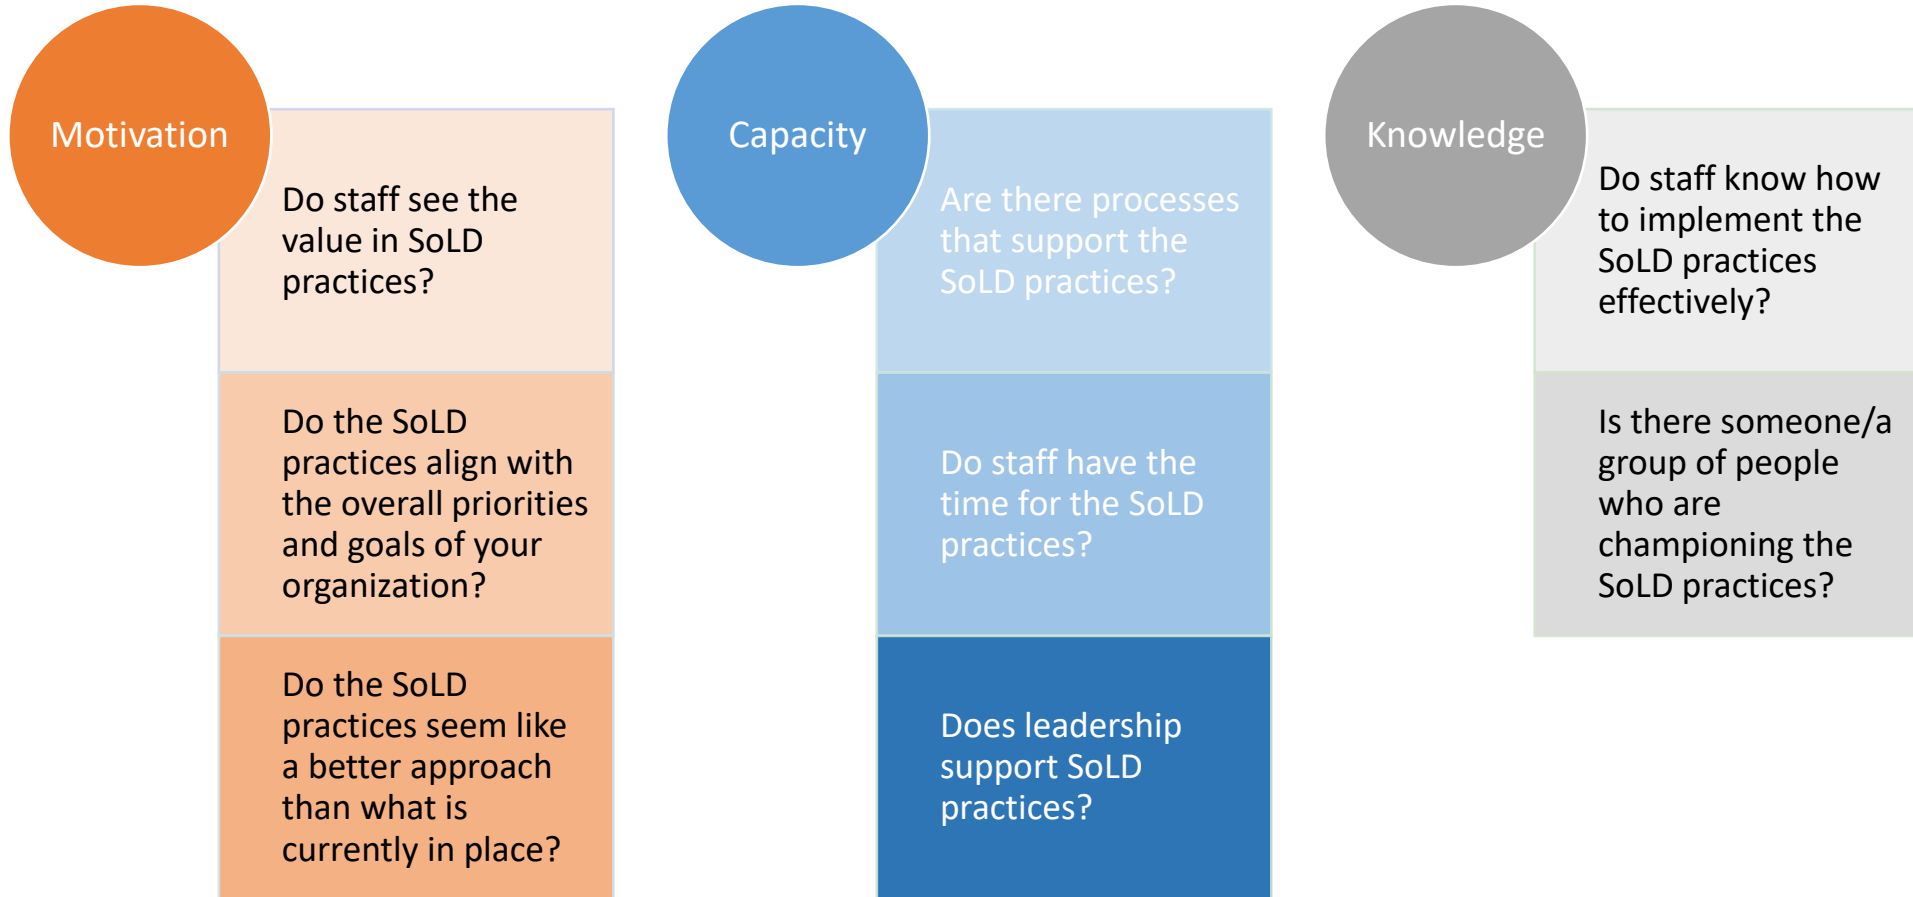 Motivation
Do staff see the
value in SoLD
practices?
Do the SoLD
practices align with
the overall priorities
and goals of your
organization?
Do the SoLD
practices seem like
a better approach
than what is
currently in place?
Capacity
Are there processes
that support the
SoLD practices?
Do staff have the
time for the SoLD
practices?
Does leadership
support SoLD
practices?
Knowledge
Do staff know how
to implement the
SoLD practices
effectively?
Is there someone/a
group of people
who are
championing the
SoLD practices?